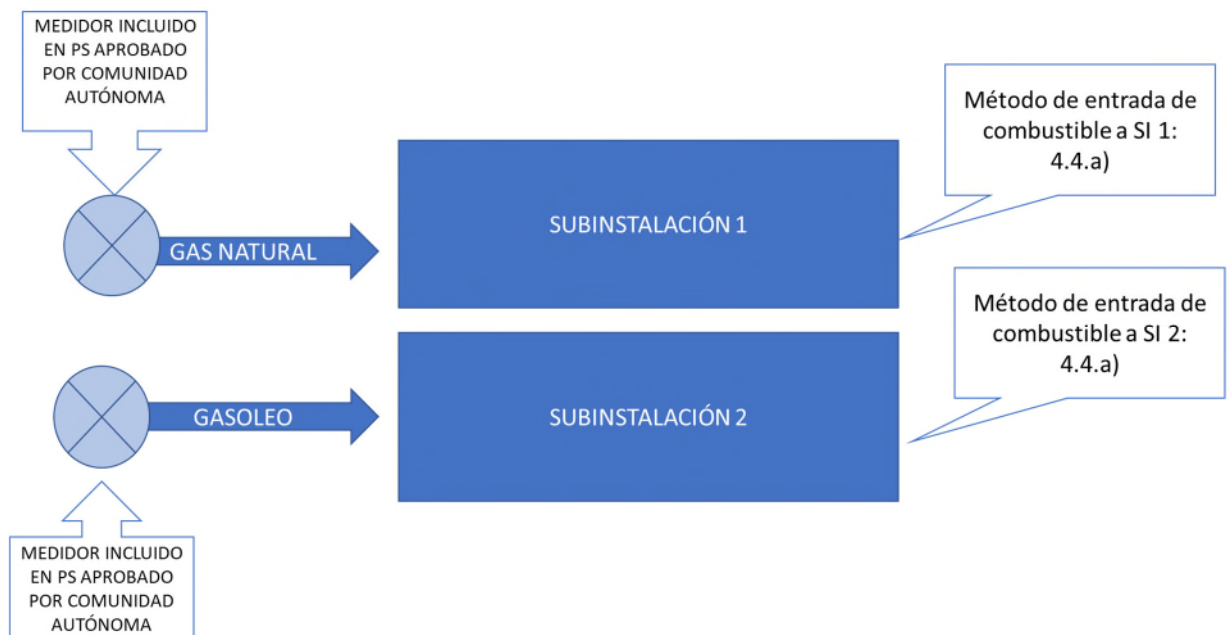 MEDIDOR INCLUIDO
EN PS APROBADO
POR COMUNIDAD
AUTÓNOMA
Método de entrada de
combustible a SI 1:
4.4.a)
GAS NATURAL
SUBINSTALACIÓN 1
Método de entrada de
combustible a SI 2:
4.4.a)
GASOLEO
SUBINSTALACIÓN 2
MEDIDOR INCLUIDO
EN PS APROBADO
POR COMUNIDAD
AUTÓNOMA